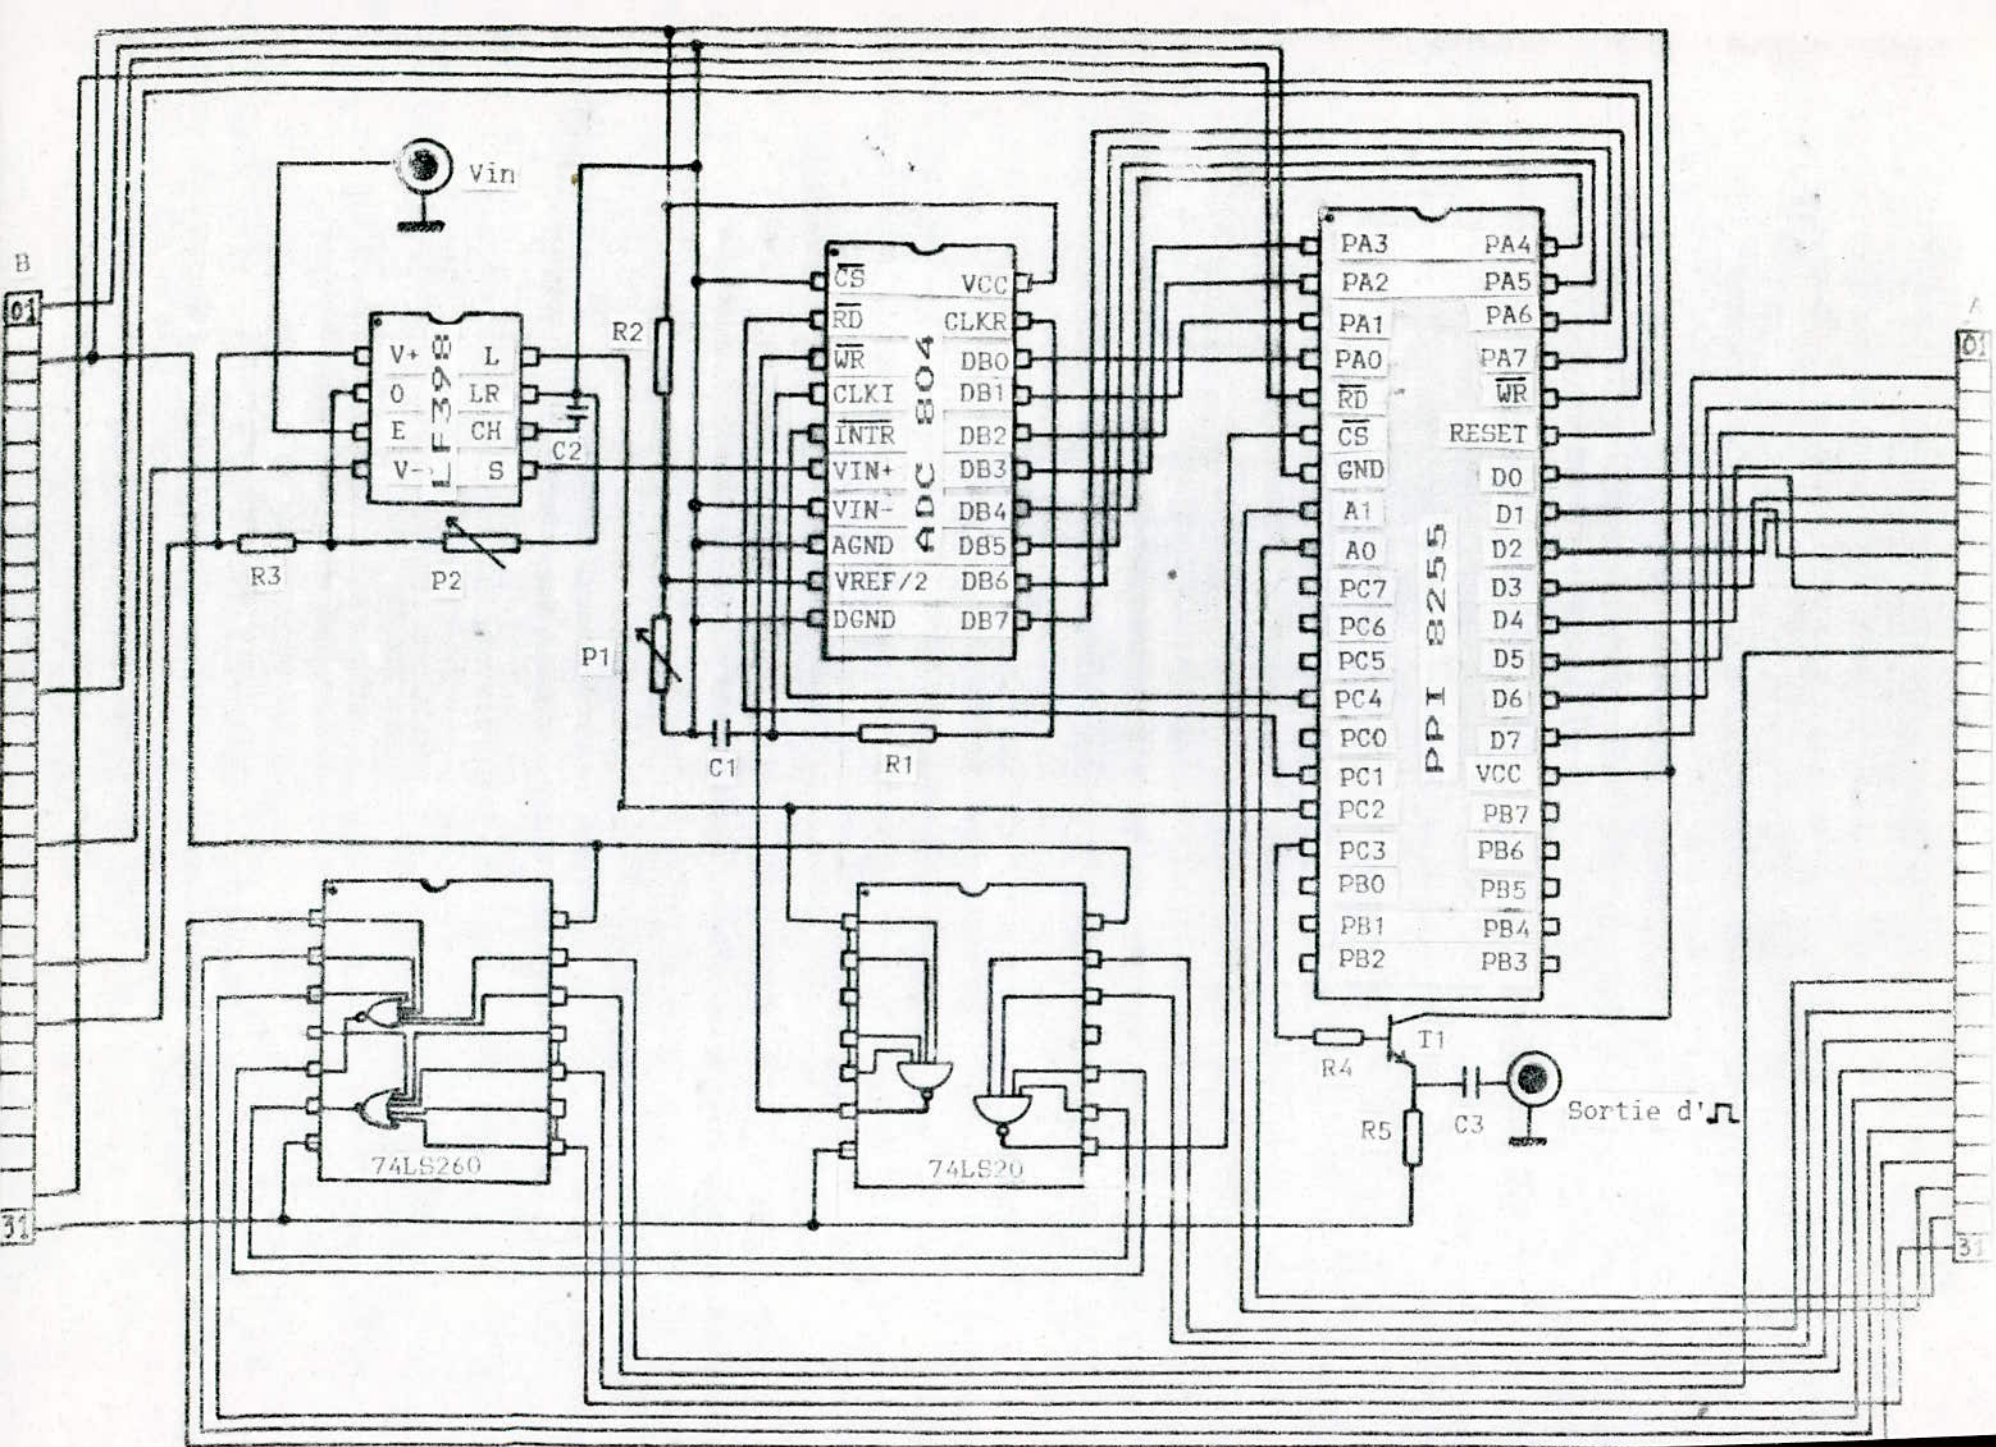 B
01
31
Vin
V+
O
E
V-
LF398
L
LR
CH
S
C2
R3
P2
R2
P1
C1
R1
CS
RD
WR
CLKI
INTR
VIN+
VIN-
AGND
VREF/2
DGND
ADC 804
VCC
CLKR
DB0
DB1
DB2
DB3
DB4
DB5
DB6
DB7
PA3
PA2
PA1
PA0
RD
CS
GND
A1
A0
PC7
PC6
PC5
PC4
PC0
PC1
PC2
PC3
PB0
PB1
PB2
PPI 8255
PA4
PA5
PA6
PA7
WR
RESET
D0
D1
D2
D3
D4
D5
D6
D7
VCC
PB7
PB6
PB5
PB4
PB3
A
01
31
74LS260
74LS20
R4
T1
R5
C3
Sortie d'